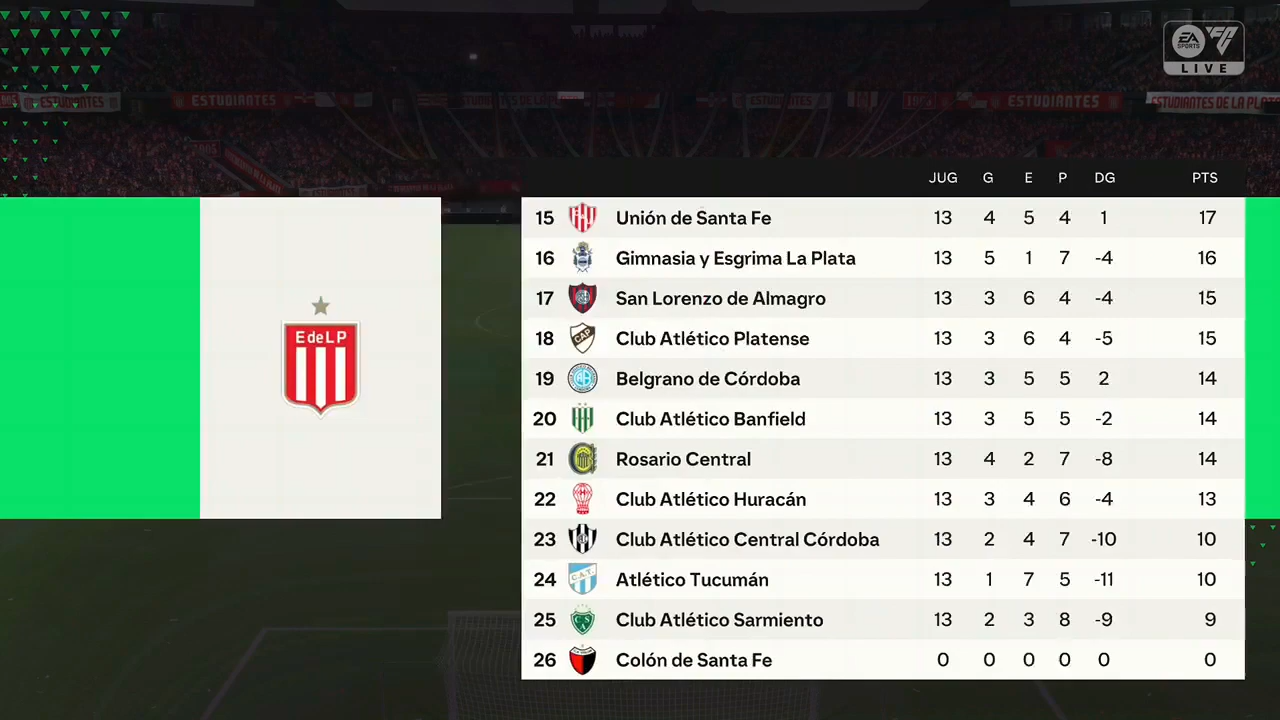 EA SPORTS FC
LIVE
ESTUDIANTES
ESTUDIANTES
ESTUDIANTES
ESTUDIANTES
ESTUDIANTES DE LA PLATA
JUG G E P DG PTS
15 Unión de Santa Fe 13 4 5 4 1 17
16 Gimnasia y Esgrima La Plata 13 5 1 7 -4 16
17 San Lorenzo de Almagro 13 3 6 4 -4 15
E de L P
18 CAP Club Atlético Platense 13 3 6 4 -5 15
19 Belgrano de Córdoba 13 3 5 5 2 14
20 Club Atlético Banfield 13 3 5 5 -2 14
21 Rosario Central 13 4 2 7 -8 14
22 Club Atlético Huracán 13 3 4 6 -4 13
23 Club Atlético Central Córdoba 13 2 4 7 -10 10
24 C.A.T. Atlético Tucumán 13 1 7 5 -11 10
25 Club Atlético Sarmiento 13 2 3 8 -9 9
26 Colón de Santa Fe 0 0 0 0 0 0